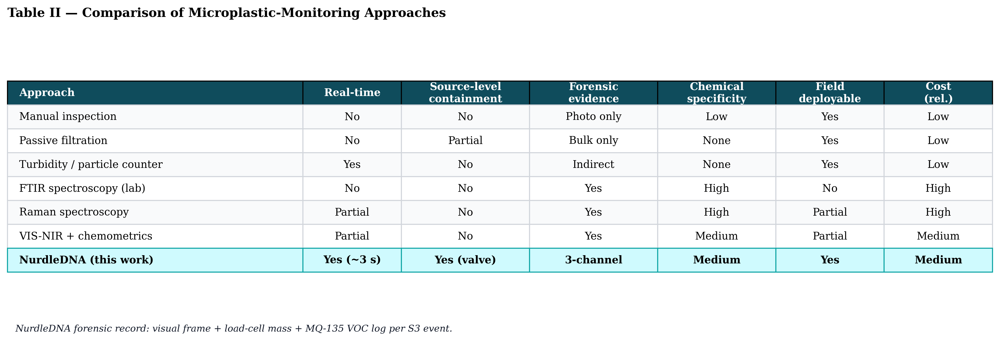 Table II — Comparison of Microplastic-Monitoring Approaches
Approach Real-time Source-level containment Forensic evidence Chemical specificity Field deployable Cost (rel.)
Manual inspection No No Photo only Low Yes Low
Passive filtration No Partial Bulk only None Yes Low
Turbidity / particle counter Yes No Indirect None Yes Low
FTIR spectroscopy (lab) No No Yes High No High
Raman spectroscopy Partial No Yes High Partial High
VIS-NIR + chemometrics Partial No Yes Medium Partial Medium
NurdleDNA (this work) Yes (~3 s) Yes (valve) 3-channel Medium Yes Medium
NurdleDNA forensic record: visual frame + load-cell mass + MQ-135 VOC log per S3 event.